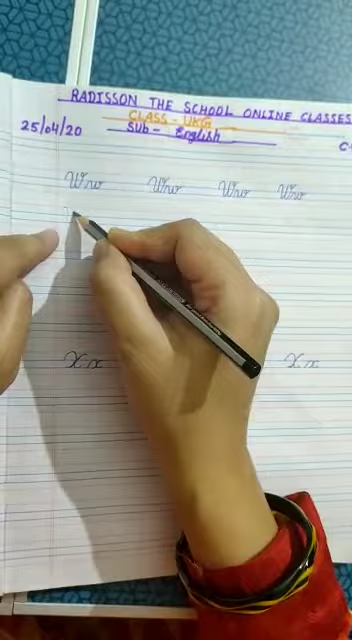 RADISSON THE SCHOOL ONLINE CLASSES
CLASS - UKG
25/04/20 Sub - English
Ww Ww Ww Ww
Xx Xx